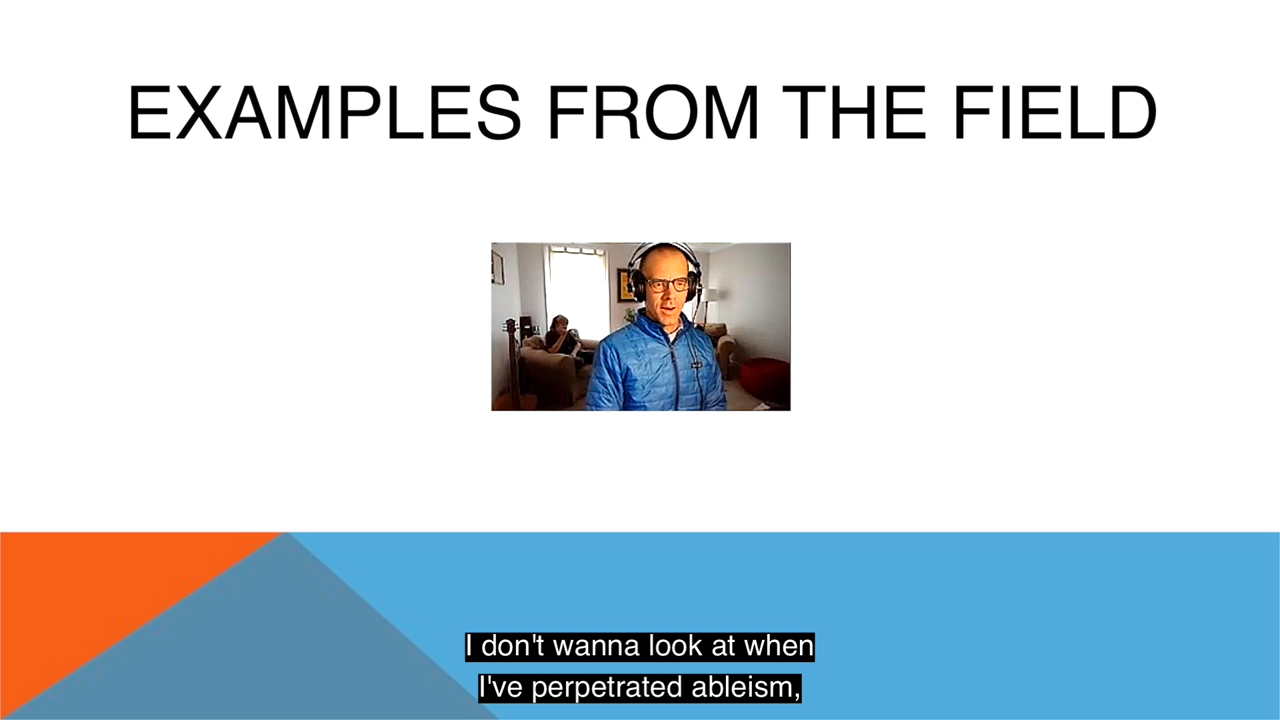 EXAMPLES FROM THE FIELD
I don't wanna look at when
I've perpetrated ableism,